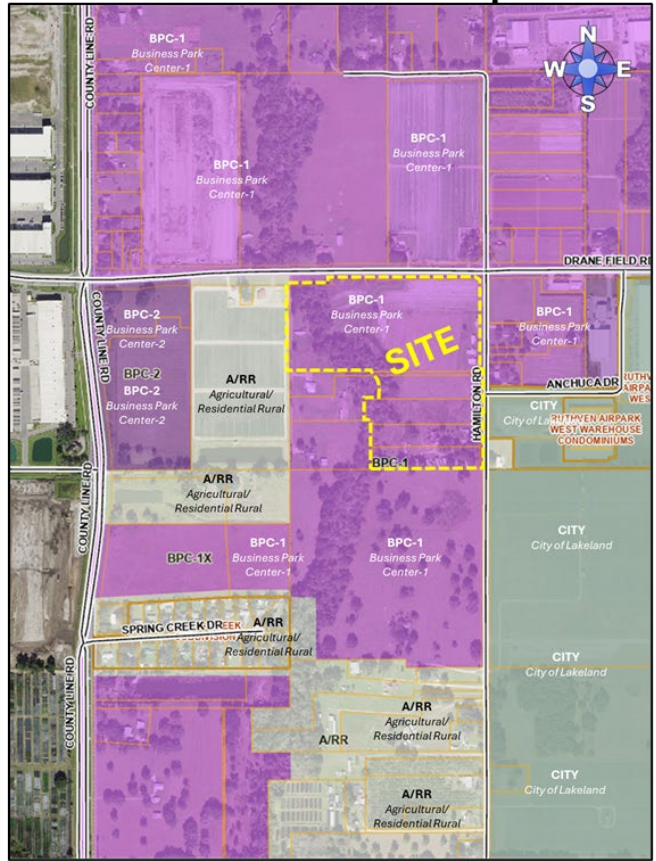 BPC-1
Business Park
Center-1
COUNTY LINE RD
N
W E
S
BPC-1
Business Park
Center-1
BPC-1
Business Park
Center-1
DRANE FIELD RD
BPC-2
Business Park
Center-2
BPC-2
BPC-2
Business Park
Center-2
COUNTY LINE RD
A/RR
Agricultural/
Residential Rural
BPC-1
Business Park
Center-1
SITE
HAMILTON RD
BPC-1
Business Park
Center-1
ANCHUCA DR
CITY
City of Lakeland
RUTHVEN AIRPARK
WEST WAREHOUSE
CONDOMINIUMS
BPC-1
COUNTY LINE RD
A/RR
Agricultural/
Residential Rural
BPC-1X
BPC-1
Business Park
Center-1
BPC-1
Business Park
Center-1
CITY
City of Lakeland
SPRING CREEK DR
A/RR
Agricultural/
Residential Rural
CITY
City of Lakeland
COUNTY LINE RD
A/RR
A/RR
Agricultural/
Residential Rural
A/RR
Agricultural/
Residential Rural
CITY
City of Lakeland